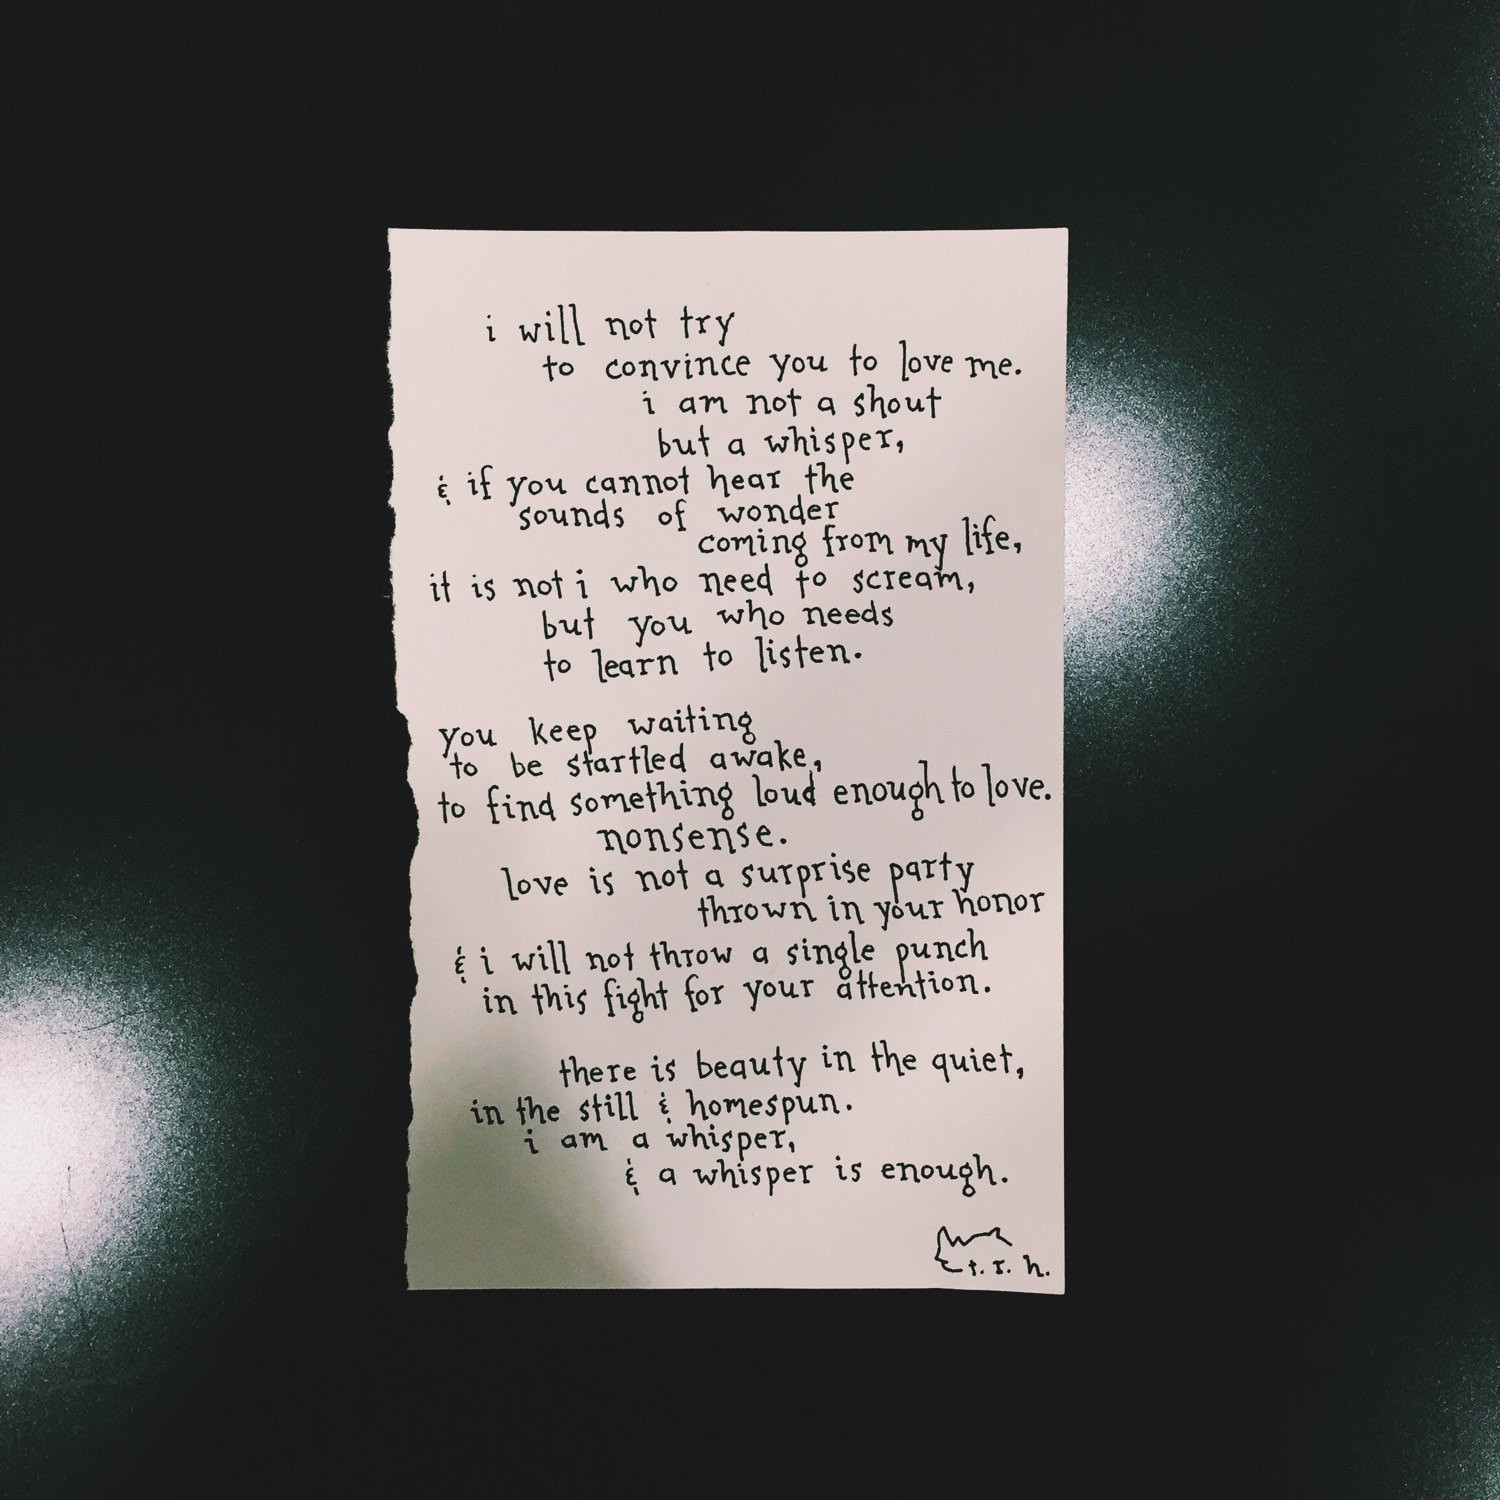 i will not try
to convince you to love me.
i am not a shout
but a whisper,
& if you cannot hear the
sounds of wonder
coming from my life,
it is not i who need to scream,
but you who needs
to learn to listen.
you keep waiting
to be startled awake,
to find something loud enough to love.
nonsense.
love is not a surprise party
thrown in your honor
& i will not throw a single punch
in this fight for your attention.
there is beauty in the quiet,
in the still & homespun.
i am a whisper,
& a whisper is enough.
t. r. h.